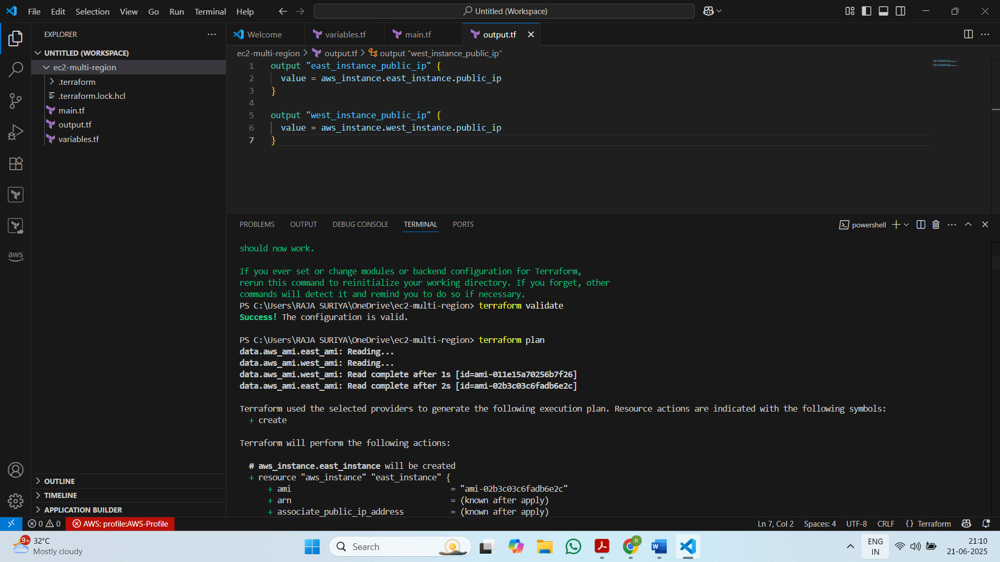 File Edit Selection View Go Run Terminal Help
Untitled (Workspace)
EXPLORER
UNTITLED (WORKSPACE)
ec2-multi-region
.terraform
.terraform.lock.hcl
main.tf
output.tf
variables.tf
OUTLINE
TIMELINE
APPLICATION BUILDER
aws
Welcome
variables.tf
main.tf
output.tf
ec2-multi-region > output.tf > output "west_instance_public_ip"
1 output "east_instance_public_ip" {
2 value = aws_instance.east_instance.public_ip
3 }
4
5 output "west_instance_public_ip" {
6 value = aws_instance.west_instance.public_ip
7 }
PROBLEMS OUTPUT DEBUG CONSOLE TERMINAL PORTS
powershell
should now work.
If you ever set or change modules or backend configuration for Terraform,
rerun this command to reinitialize your working directory. If you forget, other
commands will detect it and remind you to do so if necessary.
PS C:\Users\RAJA SURIYA\OneDrive\ec2-multi-region> terraform validate
Success! The configuration is valid.
PS C:\Users\RAJA SURIYA\OneDrive\ec2-multi-region> terraform plan
data.aws_ami.east_ami: Reading...
data.aws_ami.west_ami: Reading...
data.aws_ami.west_ami: Read complete after 1s [id=ami-011e15a70256b7f26]
data.aws_ami.east_ami: Read complete after 2s [id=ami-02b3c03c6fadb6e2c]
Terraform used the selected providers to generate the following execution plan. Resource actions are indicated with the following symbols:
+ create
Terraform will perform the following actions:
# aws_instance.east_instance will be created
+ resource "aws_instance" "east_instance" {
+ ami = "ami-02b3c03c6fadb6e2c"
+ arn = (known after apply)
+ associate_public_ip_address = (known after apply)
0 0
AWS: profile:AWS-Profile
Ln 7, Col 2 Spaces: 4 UTF-8 CRLF {} Terraform
9+
32°C
Mostly cloudy
Search
R
W
ENG
IN
21:10
21-06-2025